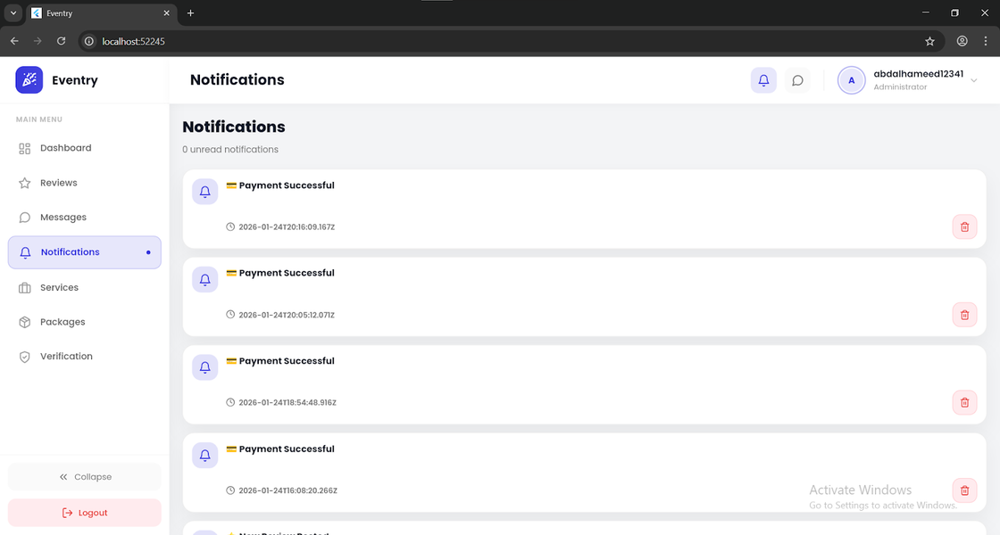 Eventry
localhost:52245
Eventry
Notifications
A
abdalhameed12341
Administrator
MAIN MENU
Dashboard
Reviews
Messages
Notifications
Services
Packages
Verification
Collapse
Logout
Notifications
0 unread notifications
Payment Successful
2026-01-24T20:16:09.167Z
Payment Successful
2026-01-24T20:05:12.071Z
Payment Successful
2026-01-24T18:54:48.916Z
Payment Successful
2026-01-24T16:08:20.266Z
New Review Posted
Activate Windows
Go to Settings to activate Windows.